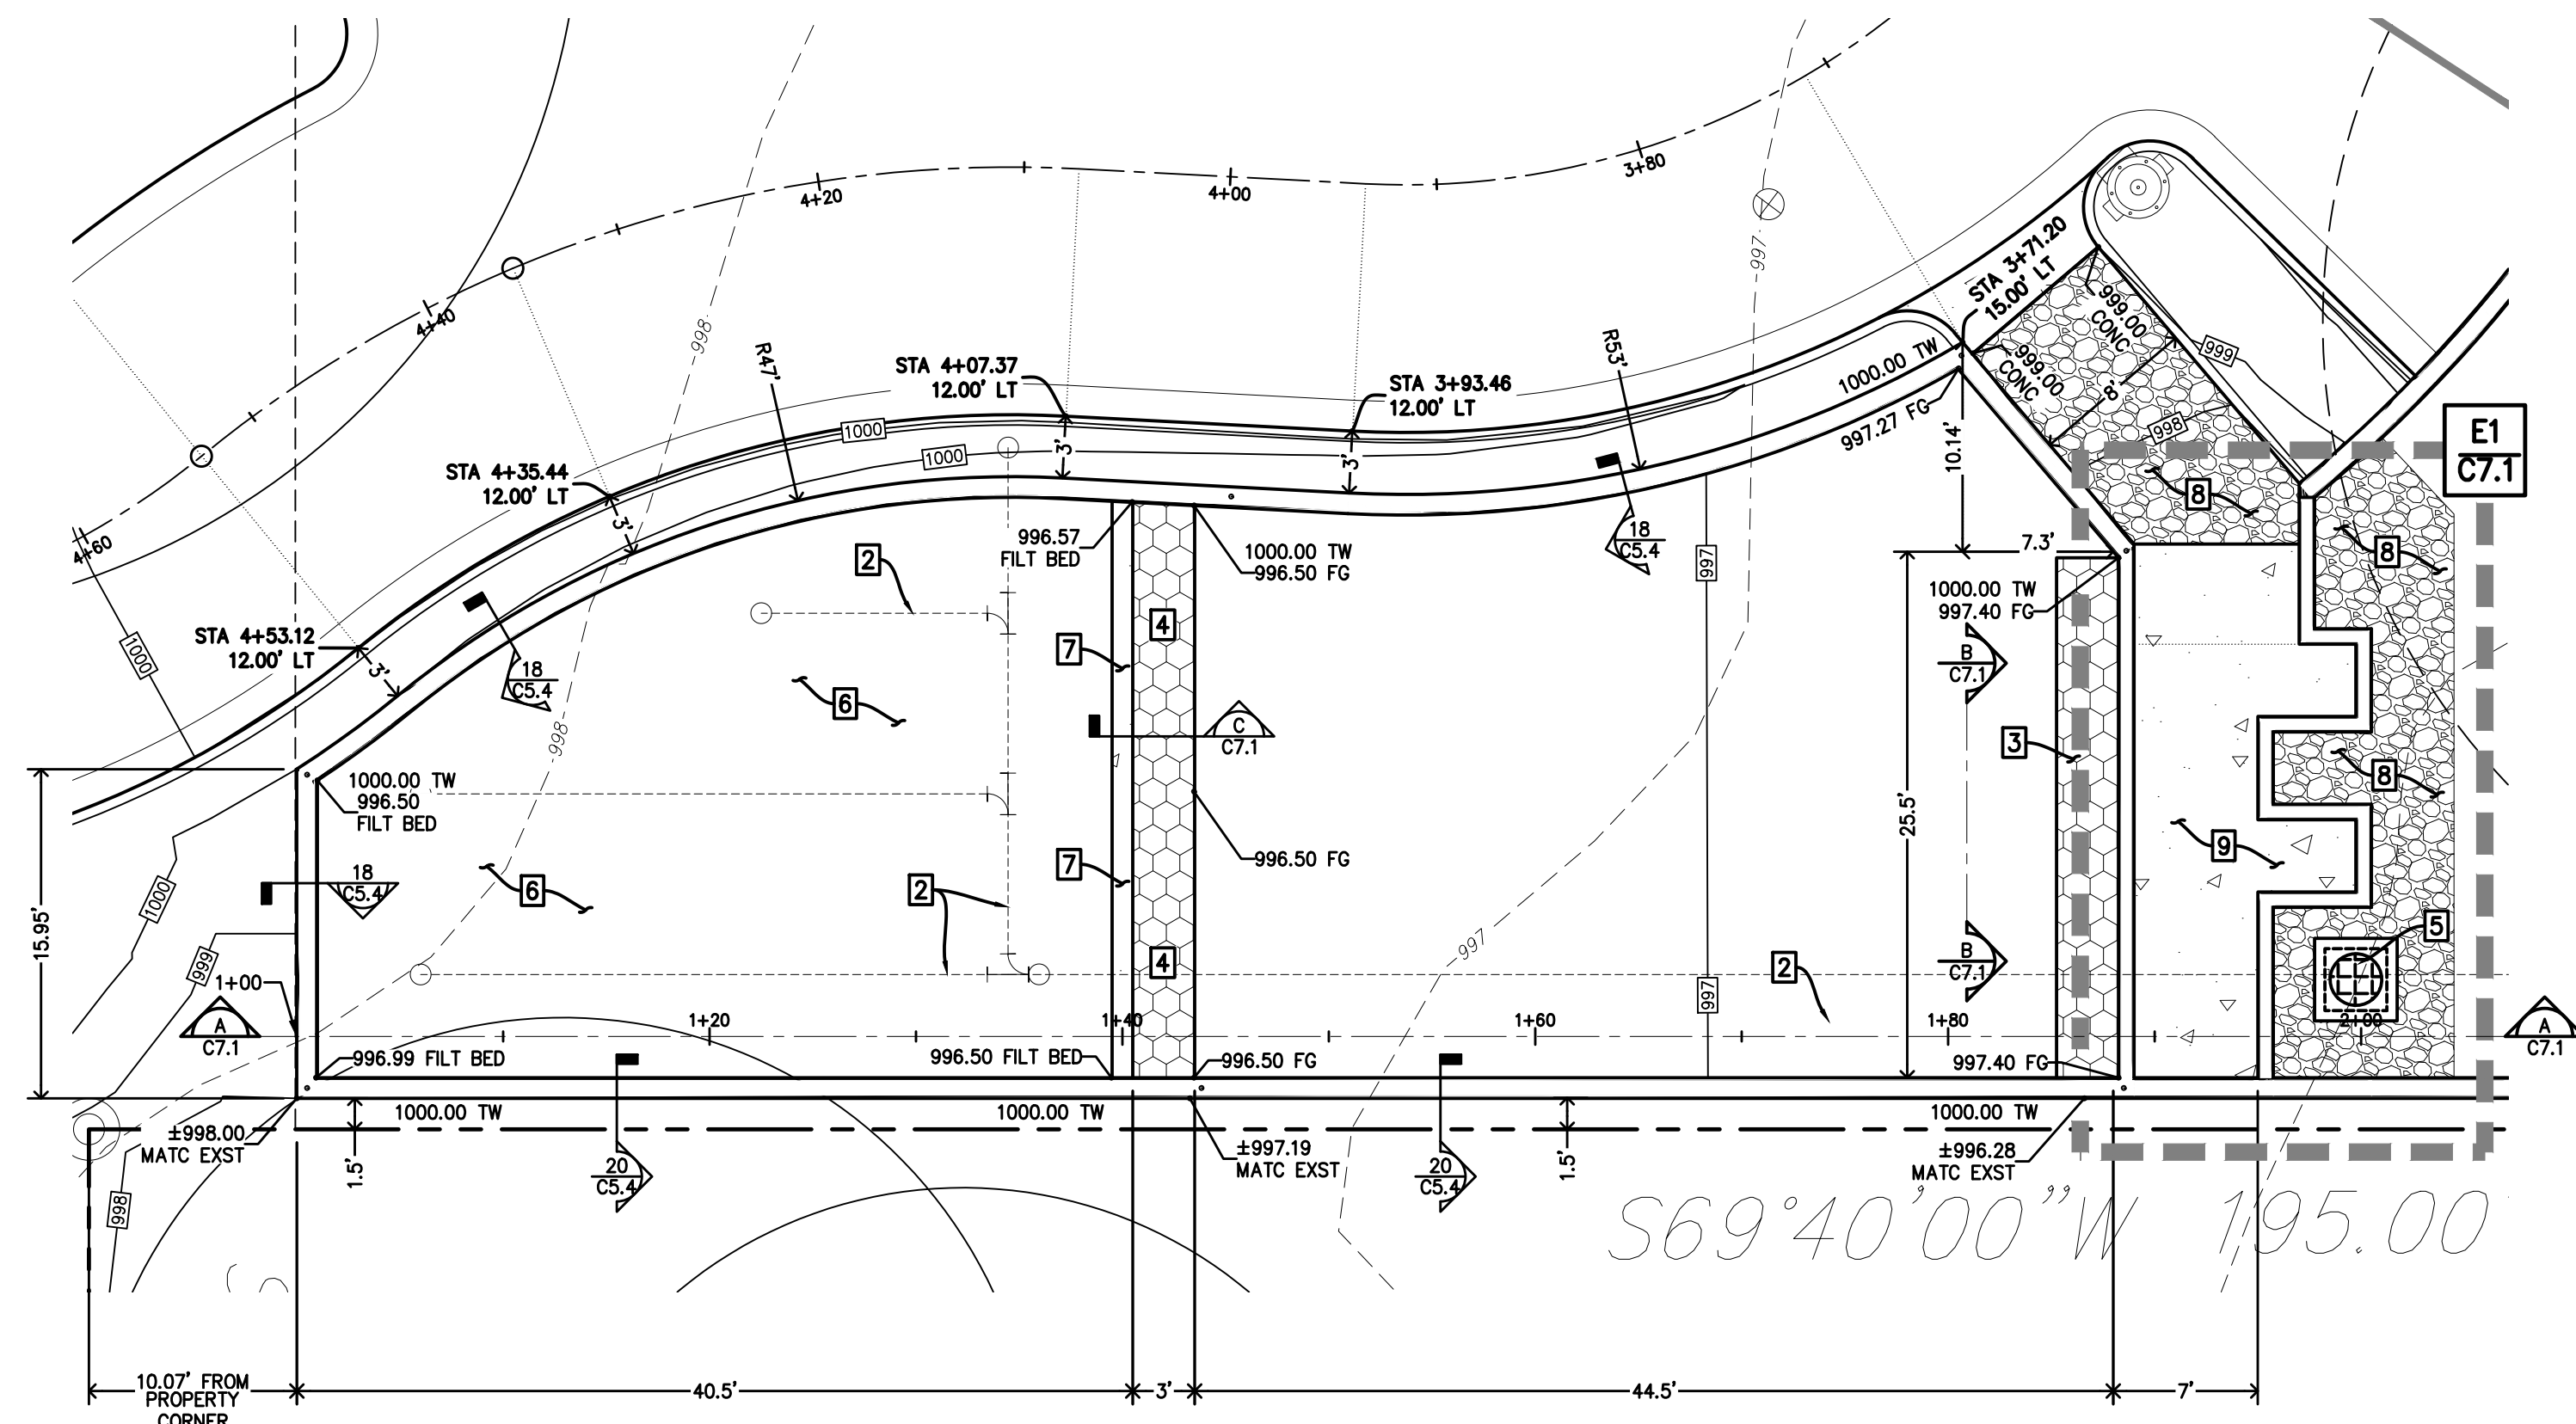 4+20
4+00
3+80
4+40
4+60
998
997
R47'
R53'
STA 4+07.37
12.00' LT
STA 3+93.46
12.00' LT
STA 3+71.20
15.00' LT
999.00
CONC
999.00
CONC
999
8'
998
1000.00 TW
997.27 FG
10.14'
7.3'
E1
C7.1
1000
1000
3'
3'
STA 4+35.44
12.00' LT
3'
STA 4+53.12
12.00' LT
3'
1000
18
C5.4
18
C5.4
996.57
FILT BED
1000.00 TW
996.50 FG
997
1000.00 TW
997.40 FG
2
4
7
6
8
8
B
C7.1
3
C
C7.1
998
1000.00 TW
996.50
FILT BED
996.50 FG
25.5'
8
9
15.95'
18
C5.4
1000
6
7
2
5
999
1+00
A
C7.1
4
997
2
B
C7.1
997
1+20
1+40
1+60
1+80
2+00
A
C7.1
996.99 FILT BED
996.50 FILT BED
996.50 FG
997.40 FG
1000.00 TW
1000.00 TW
1000.00 TW
±998.00
MATC EXST
1.5'
20
C5.4
±997.19
MATC EXST
20
C5.4
1.5'
±996.28
MATC EXST
998
S69°40'00"W 195.00
10.07' FROM
PROPERTY
CORNER
40.5'
3'
44.5'
7'